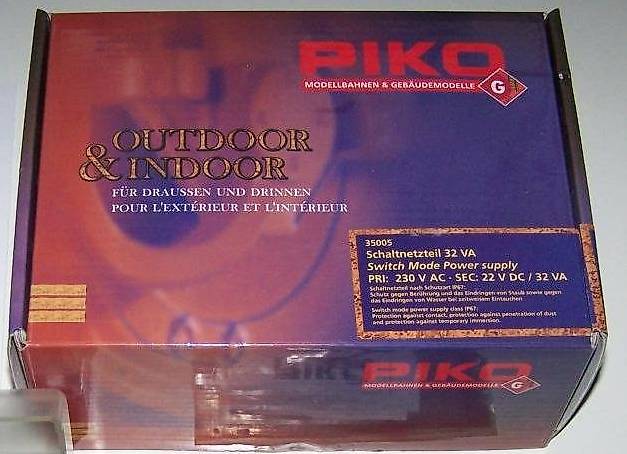 PIKO
MODELLBAHNEN & GEBÄUDEMODELLE G
OUTDOOR
& INDOOR
FÜR DRAUSSEN UND DRINNEN
POUR L'EXTÉRIEUR ET L'INTÉRIEUR
35005
Schaltnetzteil 32 VA
Switch Mode Power supply
PRI: 230 V AC · SEC: 22 V DC / 32 VA
Schaltnetzteil nach Schutzart IP67:
Schutz gegen Berührung und das Eindringen von Staub sowie gegen
das Eindringen von Wasser bei zeitweisem Eintauchen
Switch mode power supply class IP67:
Protection against contact, protection against penetration of dust
and protection against temporary immersion.
PIKO
MODELLBAHNEN & GEBÄUDEMODELLE G